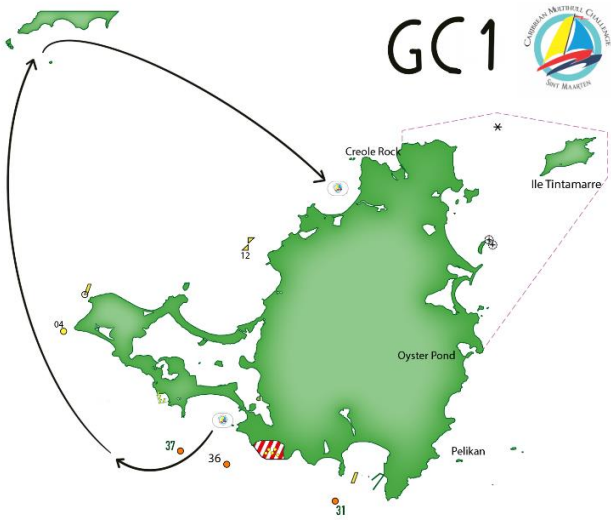 GC1
CARIBBEAN MULTIHULL CHALLENGE
SINT MAARTEN
Creole Rock
Ile Tintamarre
12
04
Oyster Pond
37
36
Pelikan
31